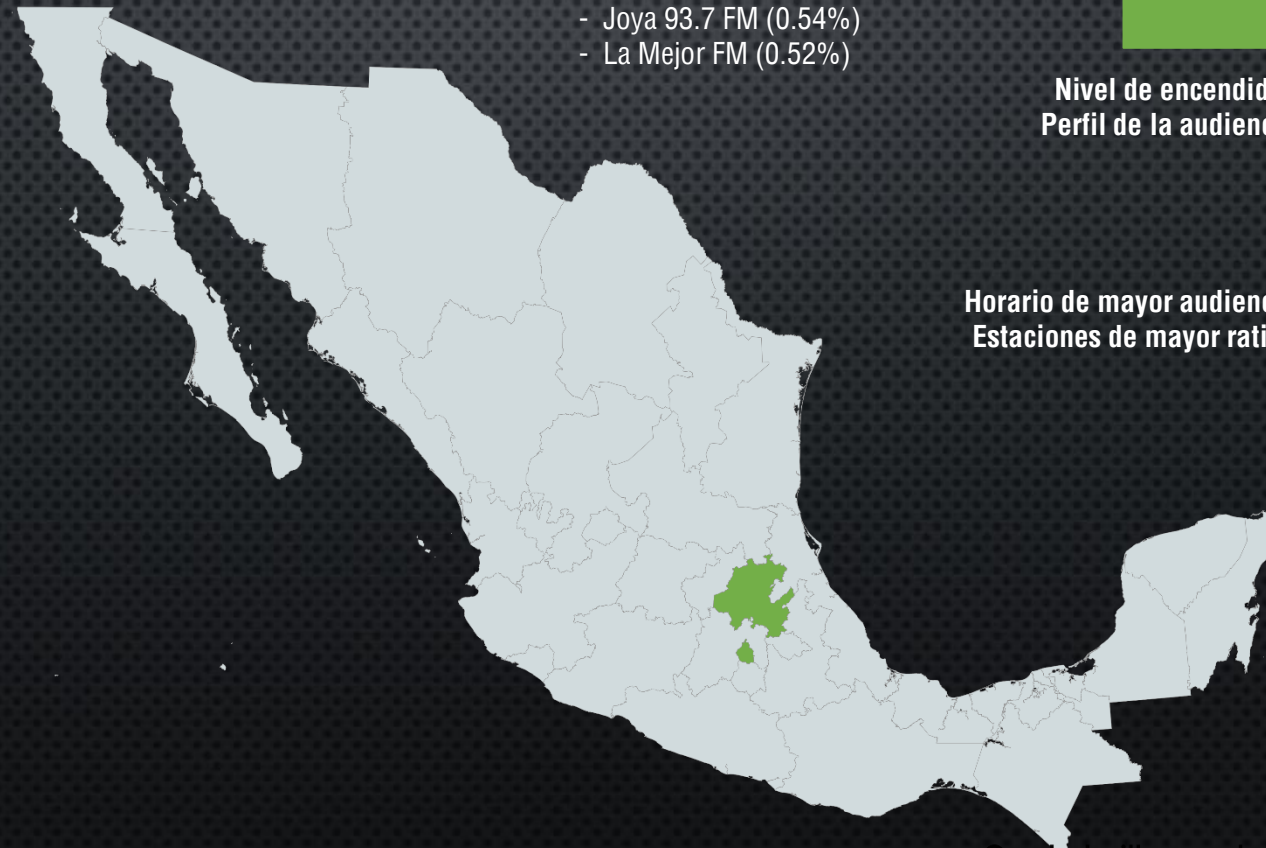 - Joya 93.7 FM (0.54%)
- La Mejor FM (0.52%)
Nivel de encendid
Perfil de la audienc
Horario de mayor audienc
Estaciones de mayor rati